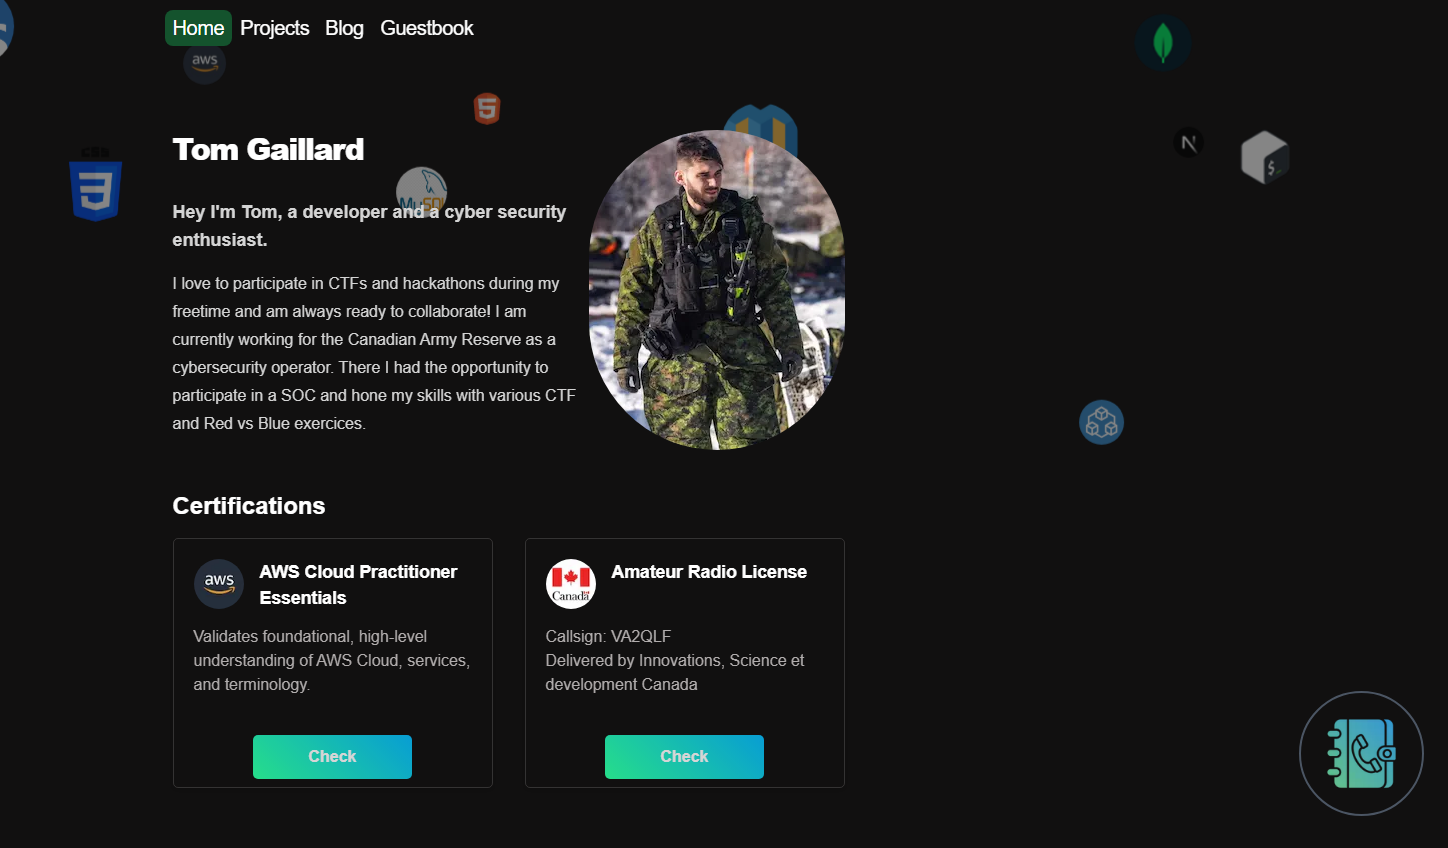 Home Projects Blog Guestbook
aws
5
CSS
3
N
$
MySQL
Tom Gaillard
Hey I'm Tom, a developer and a cyber security
enthusiast.
I love to participate in CTFs and hackathons during my
freetime and am always ready to collaborate! I am
currently working for the Canadian Army Reserve as a
cybersecurity operator. There I had the opportunity to
participate in a SOC and hone my skills with various CTF
and Red vs Blue exercices.
Certifications
aws
AWS Cloud Practitioner
Essentials
Validates foundational, high-level
understanding of AWS Cloud, services,
and terminology.
Check
Canada
Amateur Radio License
Callsign: VA2QLF
Delivered by Innovations, Science et
development Canada
Check